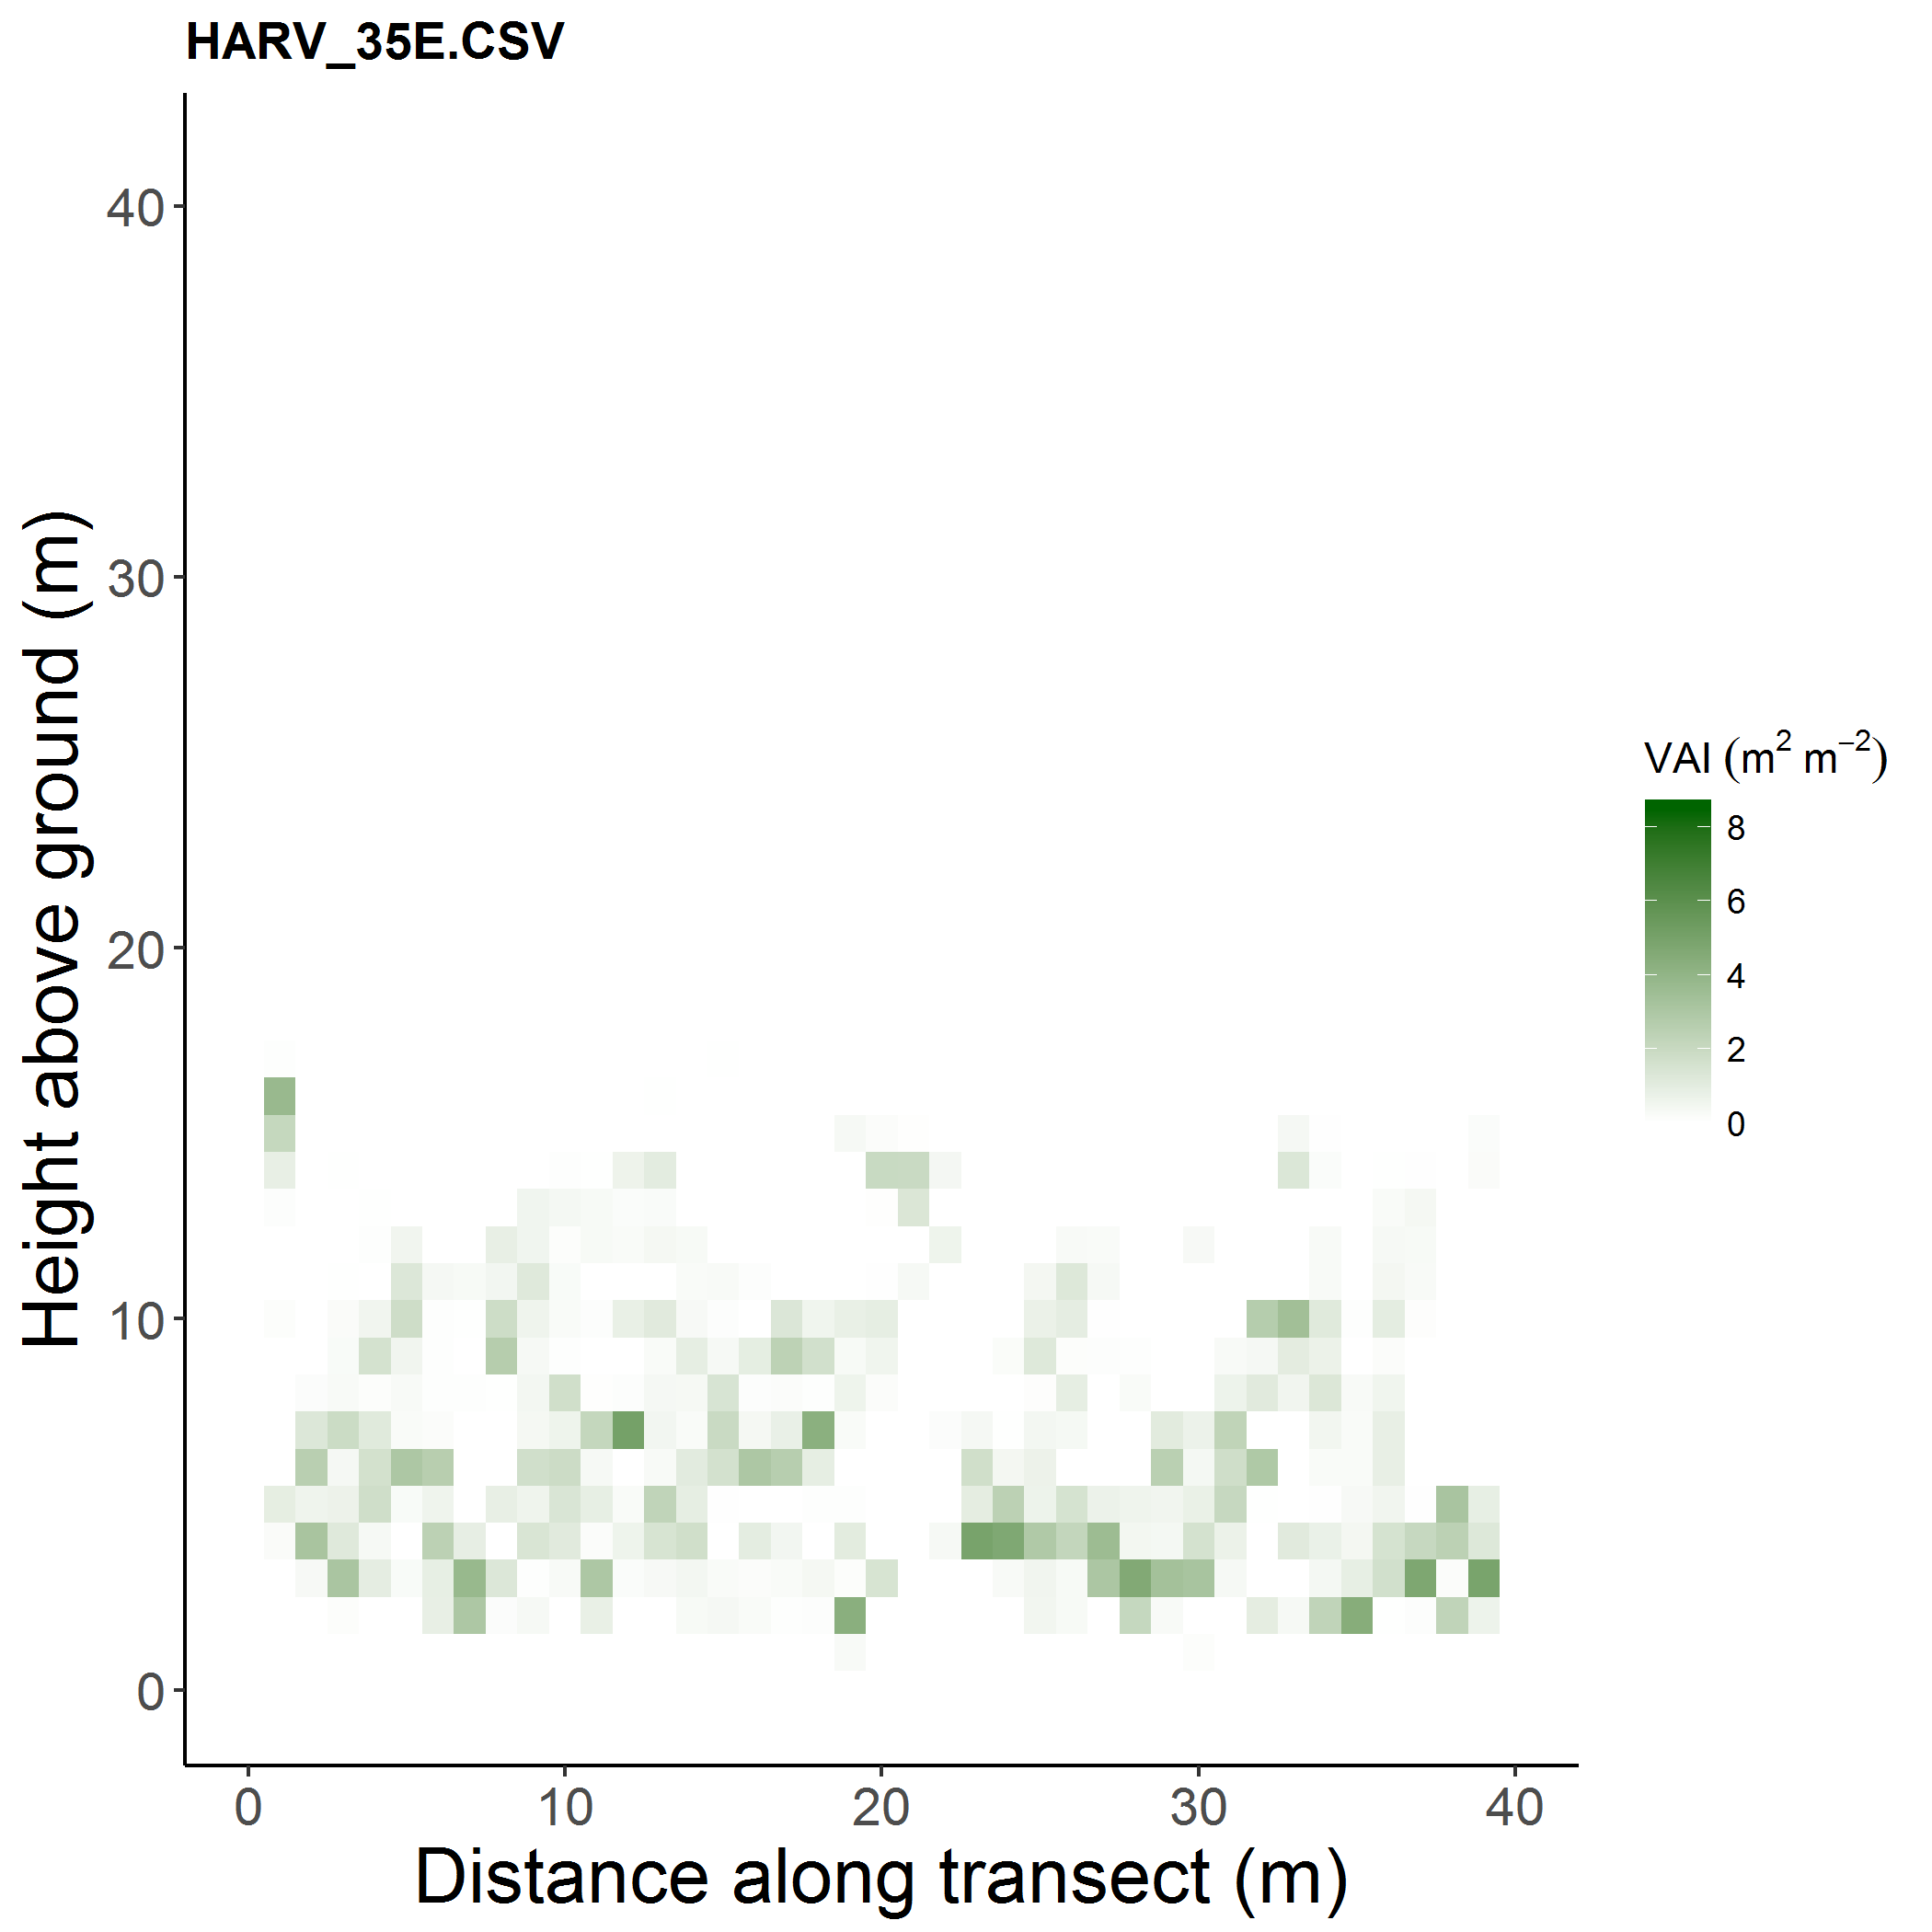 HARV_35E.CSV
Height above ground (m)
40
30
20
10
0
0 10 20 30 40
Distance along transect (m)
VAI (m² m⁻²)
8
6
4
2
0